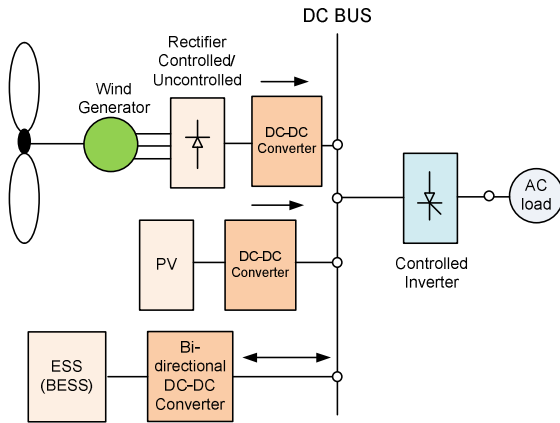 DC BUS
Rectifier
Controlled/
Uncontrolled
Wind
Generator
DC-DC
Converter
AC
load
PV
DC-DC
Converter
Controlled
Inverter
ESS
(BESS)
Bi-
directional
DC-DC
Converter